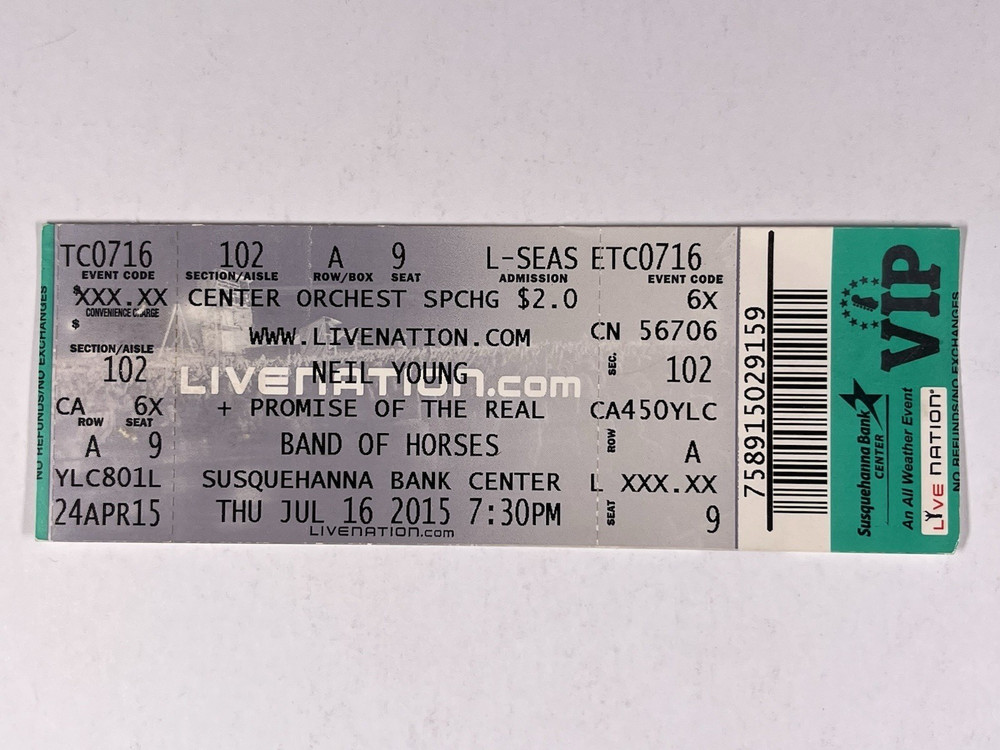 NO REFUNDS/NO EXCHANGES
TC0716 102 A 9 L-SEAS ETC0716
EVENT CODE SECTION/AISLE ROW/BOX SEAT ADMISSION EVENT CODE
$XXX.XX CENTER ORCHEST SPCHG $2.0 6X
CONVENIENCE CHARGE
$ WWW.LIVENATION.COM CN 56706
SECTION/AISLE
102 NEIL YOUNG SEC. 102
LIVENATION.com
CA 6X + PROMISE OF THE REAL CA450YLC
ROW SEAT
A 9 BAND OF HORSES ROW A
YLC801L SUSQUEHANNA BANK CENTER L XXX.XX
24APR15 THU JUL 16 2015 7:30PM SEAT 9
LIVENATION.com
758915029159
Susquehanna Bank
CENTER
An All Weather Event
VIP
LIVE NATION
NO REFUNDS/NO EXCHANGES